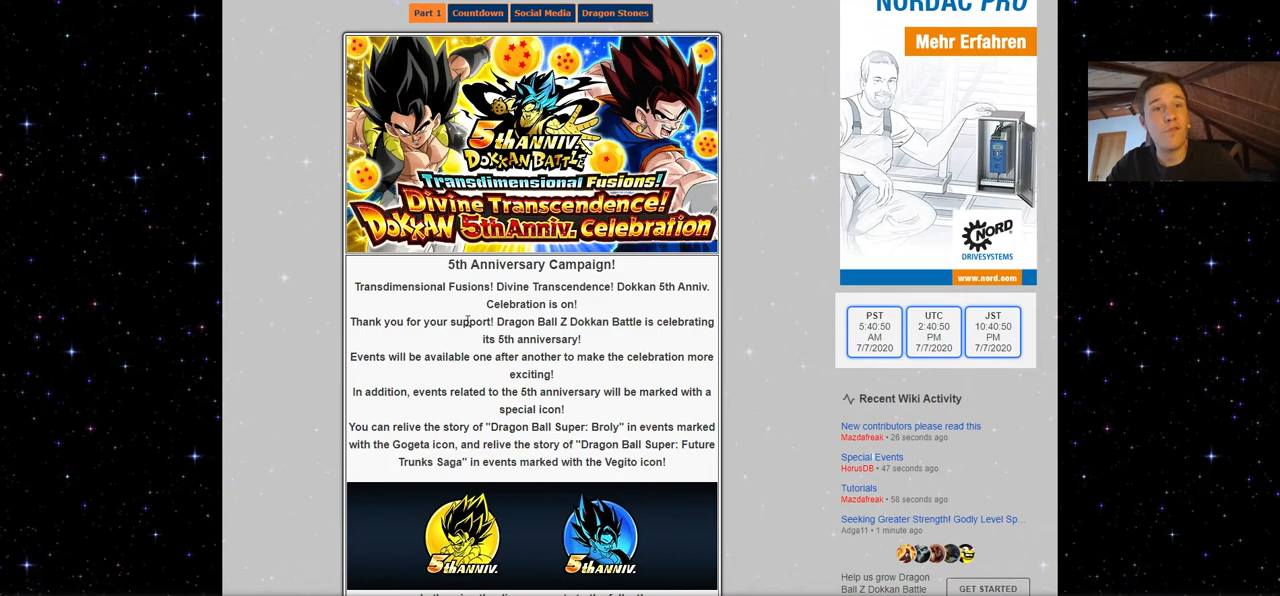 Part 1
Countdown
Social Media
Dragon Stones
5th ANNIV.
DOKKAN BATTLE
Transdimensional Fusions!
Divine Transcendence!
DOKKAN 5th Anniv. Celebration
5th Anniversary Campaign!
Transdimensional Fusions! Divine Transcendence! Dokkan 5th Anniv.
Celebration is on!
Thank you for your support! Dragon Ball Z Dokkan Battle is celebrating
its 5th anniversary!
Events will be available one after another to make the celebration more
exciting!
In addition, events related to the 5th anniversary will be marked with a
special icon!
You can relive the story of "Dragon Ball Super: Broly" in events marked
with the Gogeta icon, and relive the story of "Dragon Ball Super: Future
Trunks Saga" in events marked with the Vegito icon!
5th ANNIV.
5th ANNIV.
NORDAC PRO
Mehr Erfahren
NORD
DRIVESYSTEMS
www.nord.com
PST
5:40:50
AM
7/7/2020
UTC
2:40:50
PM
7/7/2020
JST
10:40:50
PM
7/7/2020
Recent Wiki Activity
New contributors please read this
Mazdafreak • 26 seconds ago
Special Events
HorusDB • 47 seconds ago
Tutorials
Mazdafreak • 58 seconds ago
Seeking Greater Strength! Godly Level Sp...
Adga11 • 1 minute ago
Help us grow Dragon
Ball Z Dokkan Battle
GET STARTED